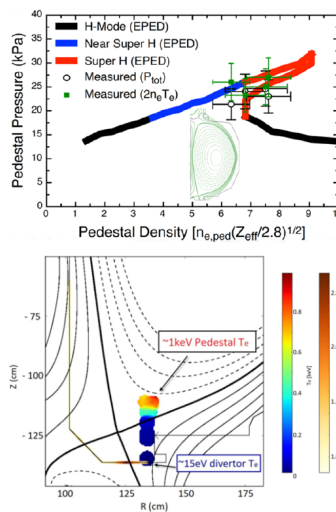 H-Mode (EPED)
Near Super H (EPED)
Super H (EPED)
Measured (Ptot)
Measured (2neTe)
Pedestal Pressure (kPa)
40
35
30
25
20
15
10
5
0
0 1 2 3 4 5 6 7 8 9 10
Pedestal Density [ne,ped(Zeff/2.8)1/2]
Z (cm)
- 75
-100
-125
100 125 150 175
R (cm)
~1keV Pedestal Te
~15eV divertor Te
0.8
0.6
0.4
0.2
0
Te (keV)